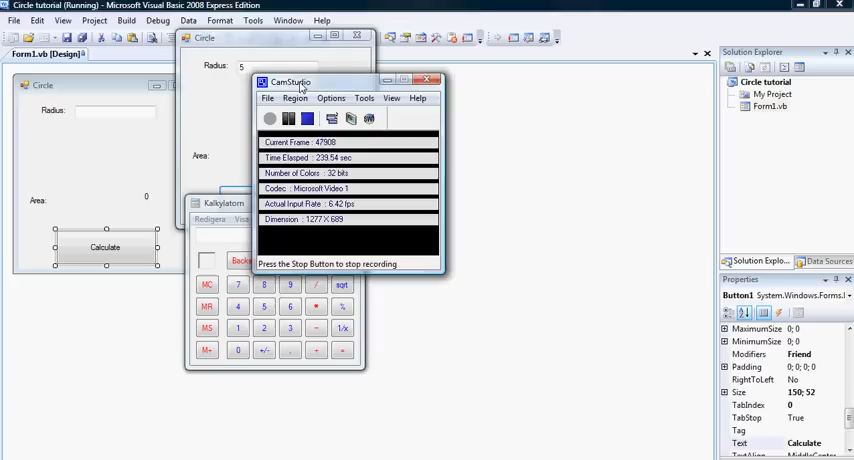 Circle tutorial (Running) - Microsoft Visual Basic 2008 Express Edition
File Edit View Project Build Debug Data Format Tools Window Help
Form1.vb [Design]
Circle
Radius:
Area:
0
Calculate
Circle
Radius:
5
Area:
CamStudio
File Region Options Tools View Help
Current Frame : 47908
Time Elasped : 239.54 sec
Number of Colors : 32 bits
Codec : Microsoft Video 1
Actual Input Rate : 6.42 fps
Dimension : 1277 X 689
Press the Stop Button to stop recording
Kalkylatorn
Redigera Visa
MC 7 8 9 / sqrt
MR 4 5 6 * %
MS 1 2 3 - 1/x
M+ 0 +/- , + =
Solution Explorer
Circle tutorial
My Project
Form1.vb
Solution Explo... Data Sources
Properties
Button1 System.Windows.Forms.
MaximumSize 0; 0
MinimumSize 0; 0
Modifiers Friend
Padding 0; 0; 0; 0
RightToLeft No
Size 150; 52
TabIndex 0
TabStop True
Tag
Text Calculate